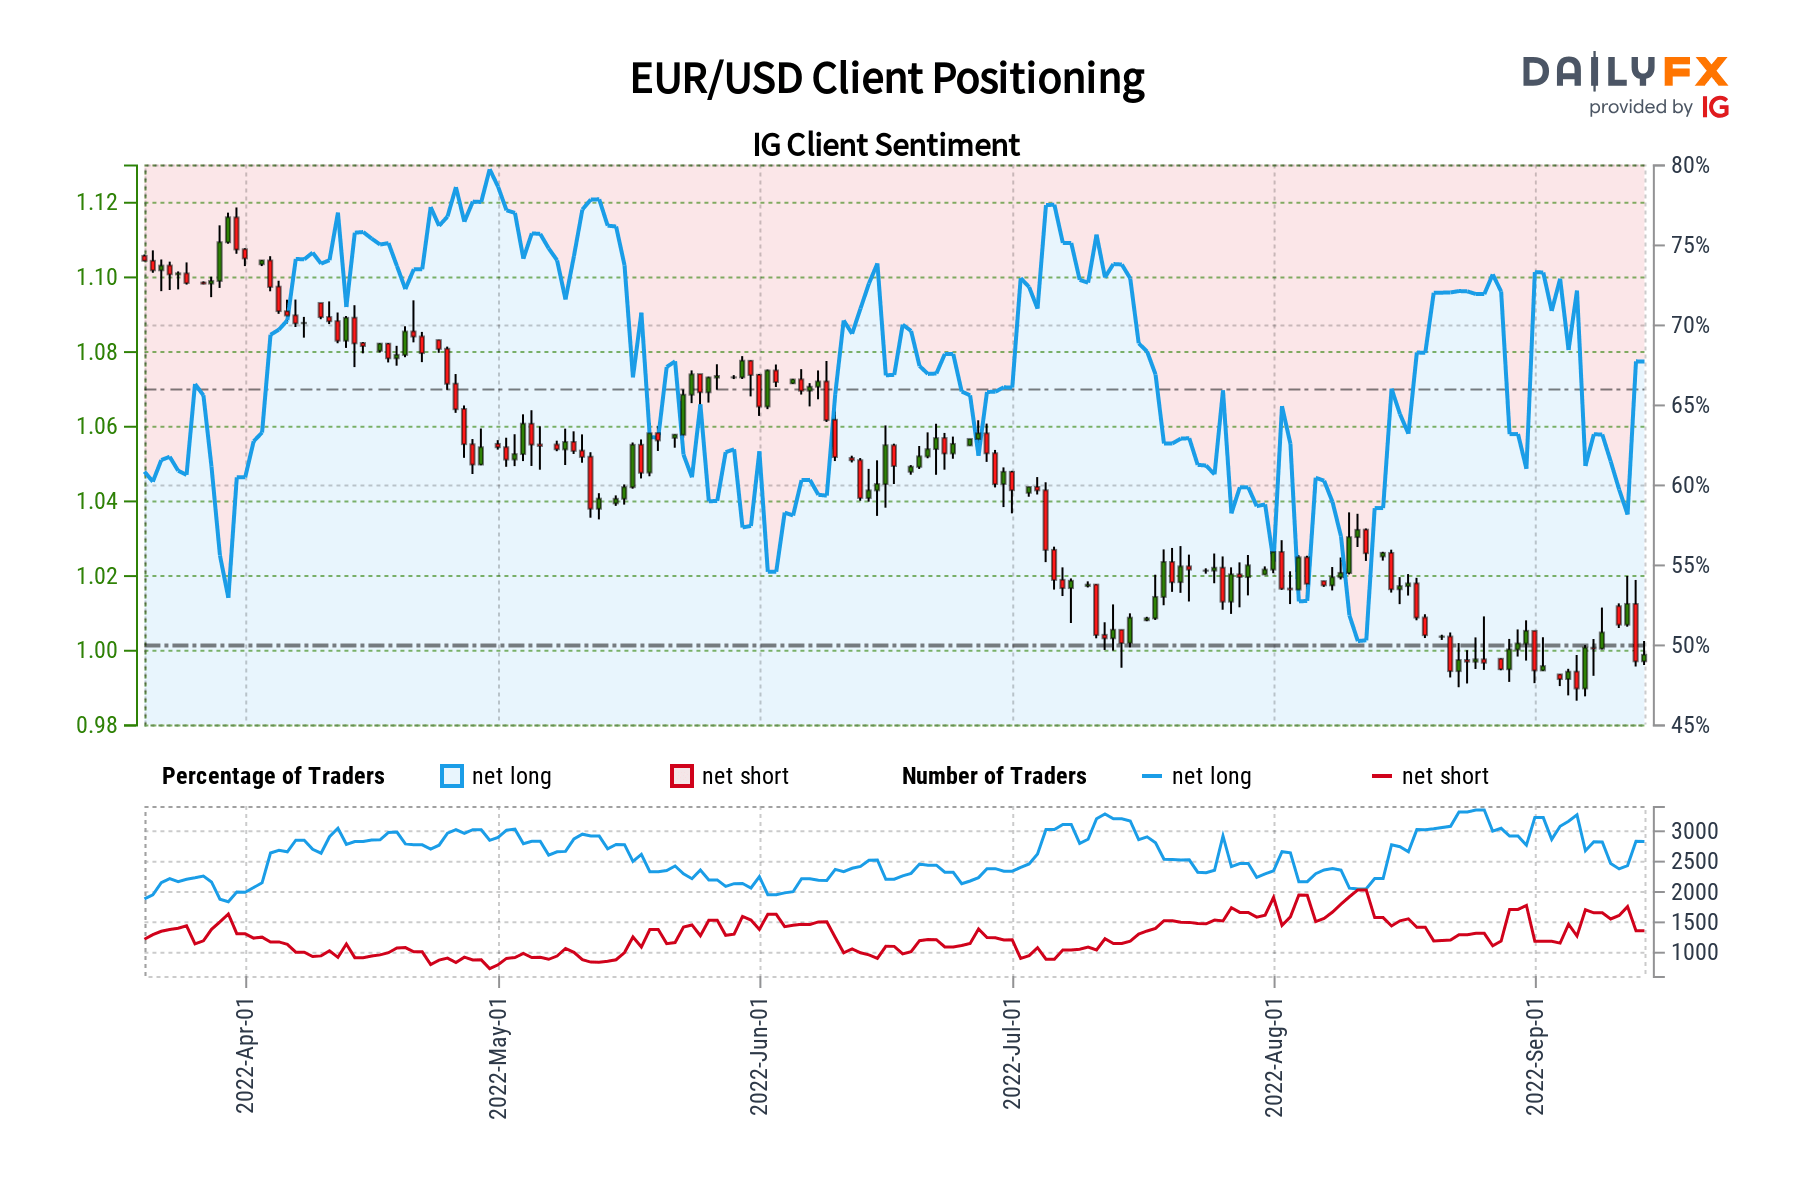 EUR/USD Client Positioning
DAILYFX
provided by IG
IG Client Sentiment
1.12
1.10
1.08
1.06
1.04
1.02
1.00
0.98
80%
75%
70%
65%
60%
55%
50%
45%
Percentage of Traders net long net short Number of Traders net long net short
3000
2500
2000
1500
1000
2022-Apr-01
2022-May-01
2022-Jun-01
2022-Jul-01
2022-Aug-01
2022-Sep-01